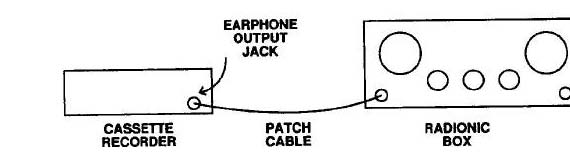 EARPHONE
OUTPUT
JACK
CASSETTE
RECORDER
PATCH
CABLE
RADIONIC
BOX